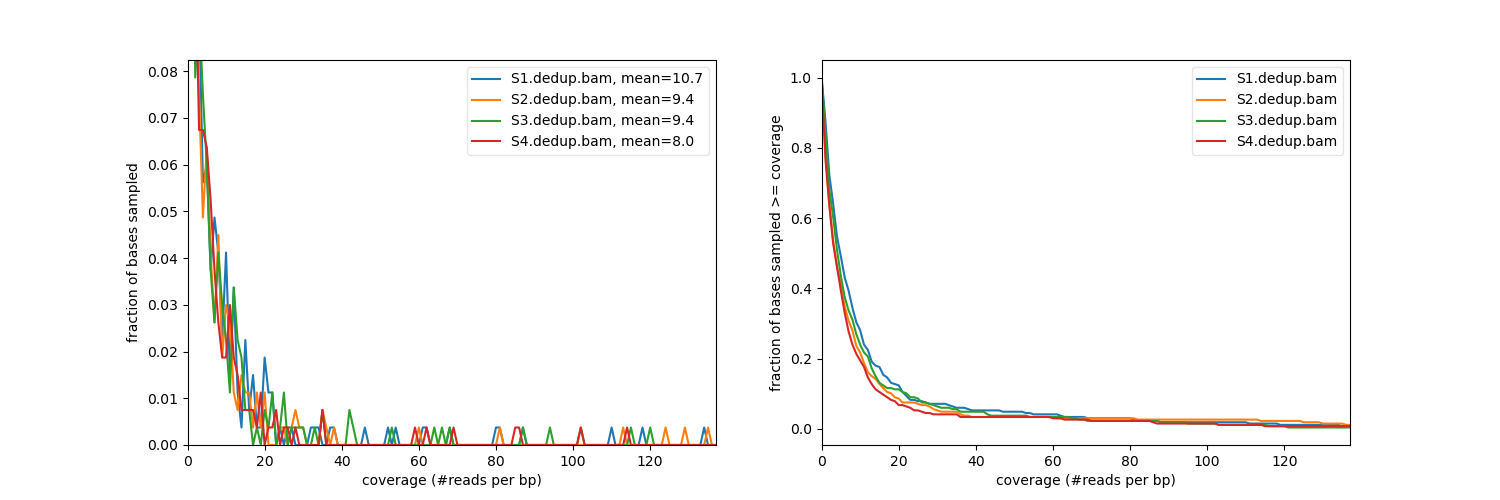 0.08
0.07
0.06
0.05
0.04
0.03
0.02
0.01
0.00
fraction of bases sampled
S1.dedup.bam, mean=10.7
S2.dedup.bam, mean=9.4
S3.dedup.bam, mean=9.4
S4.dedup.bam, mean=8.0
0 20 40 60 80 100 120
coverage (#reads per bp)
1.0
0.8
0.6
0.4
0.2
0.0
fraction of bases sampled >= coverage
S1.dedup.bam
S2.dedup.bam
S3.dedup.bam
S4.dedup.bam
0 20 40 60 80 100 120
coverage (#reads per bp)